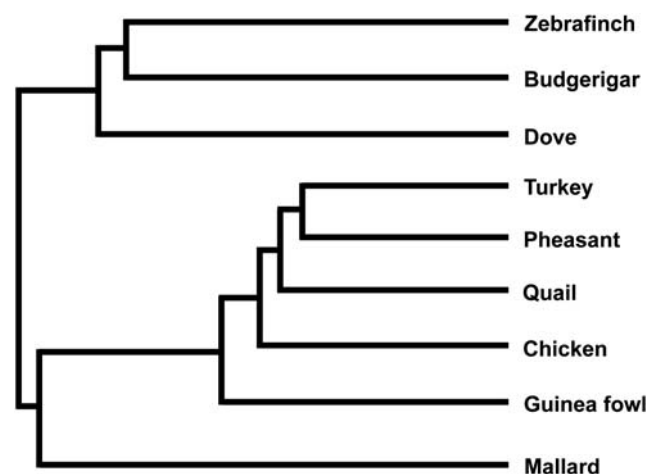 Zebrafinch
Budgerigar
Dove
Turkey
Pheasant
Quail
Chicken
Guinea fowl
Mallard